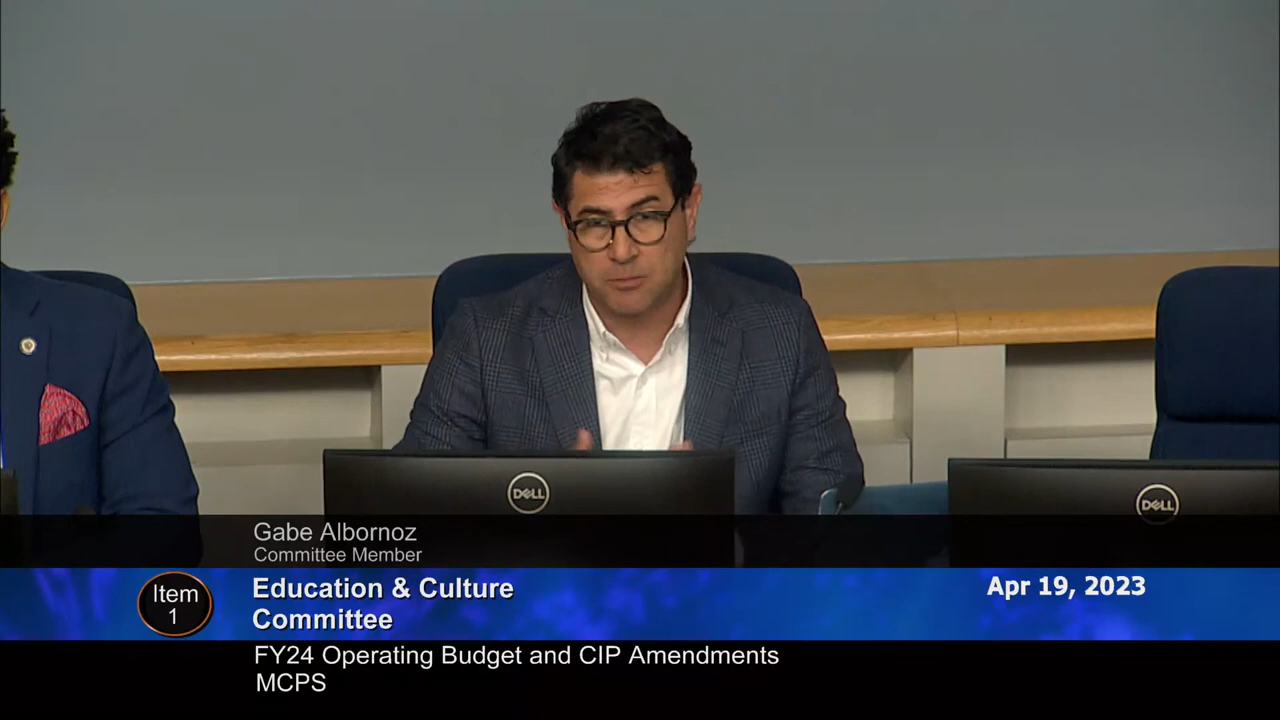 DELL
DELL
Gabe Albornoz
Committee Member
Item
1
Education & Culture
Committee
Apr 19, 2023
FY24 Operating Budget and CIP Amendments
MCPS